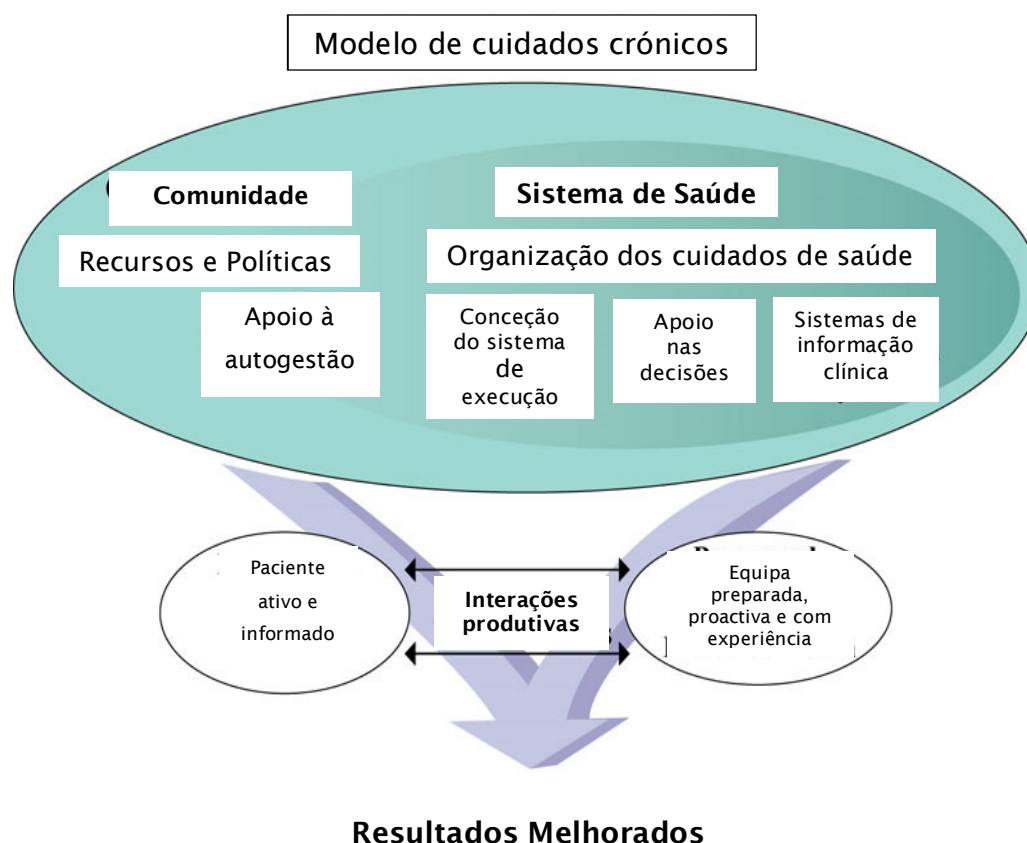 Modelo de cuidados crónicos
Comunidade
Sistema de Saúde
Recursos e Políticas
Organização dos cuidados de saúde
Apoio à
autogestão
Conceção
do sistema
de
execução
Apoio
nas
decisões
Sistemas de
informação
clínica
Paciente
ativo e
informado
Interações
produtivas
Equipa
preparada,
proactiva e com
experiência
Resultados Melhorados